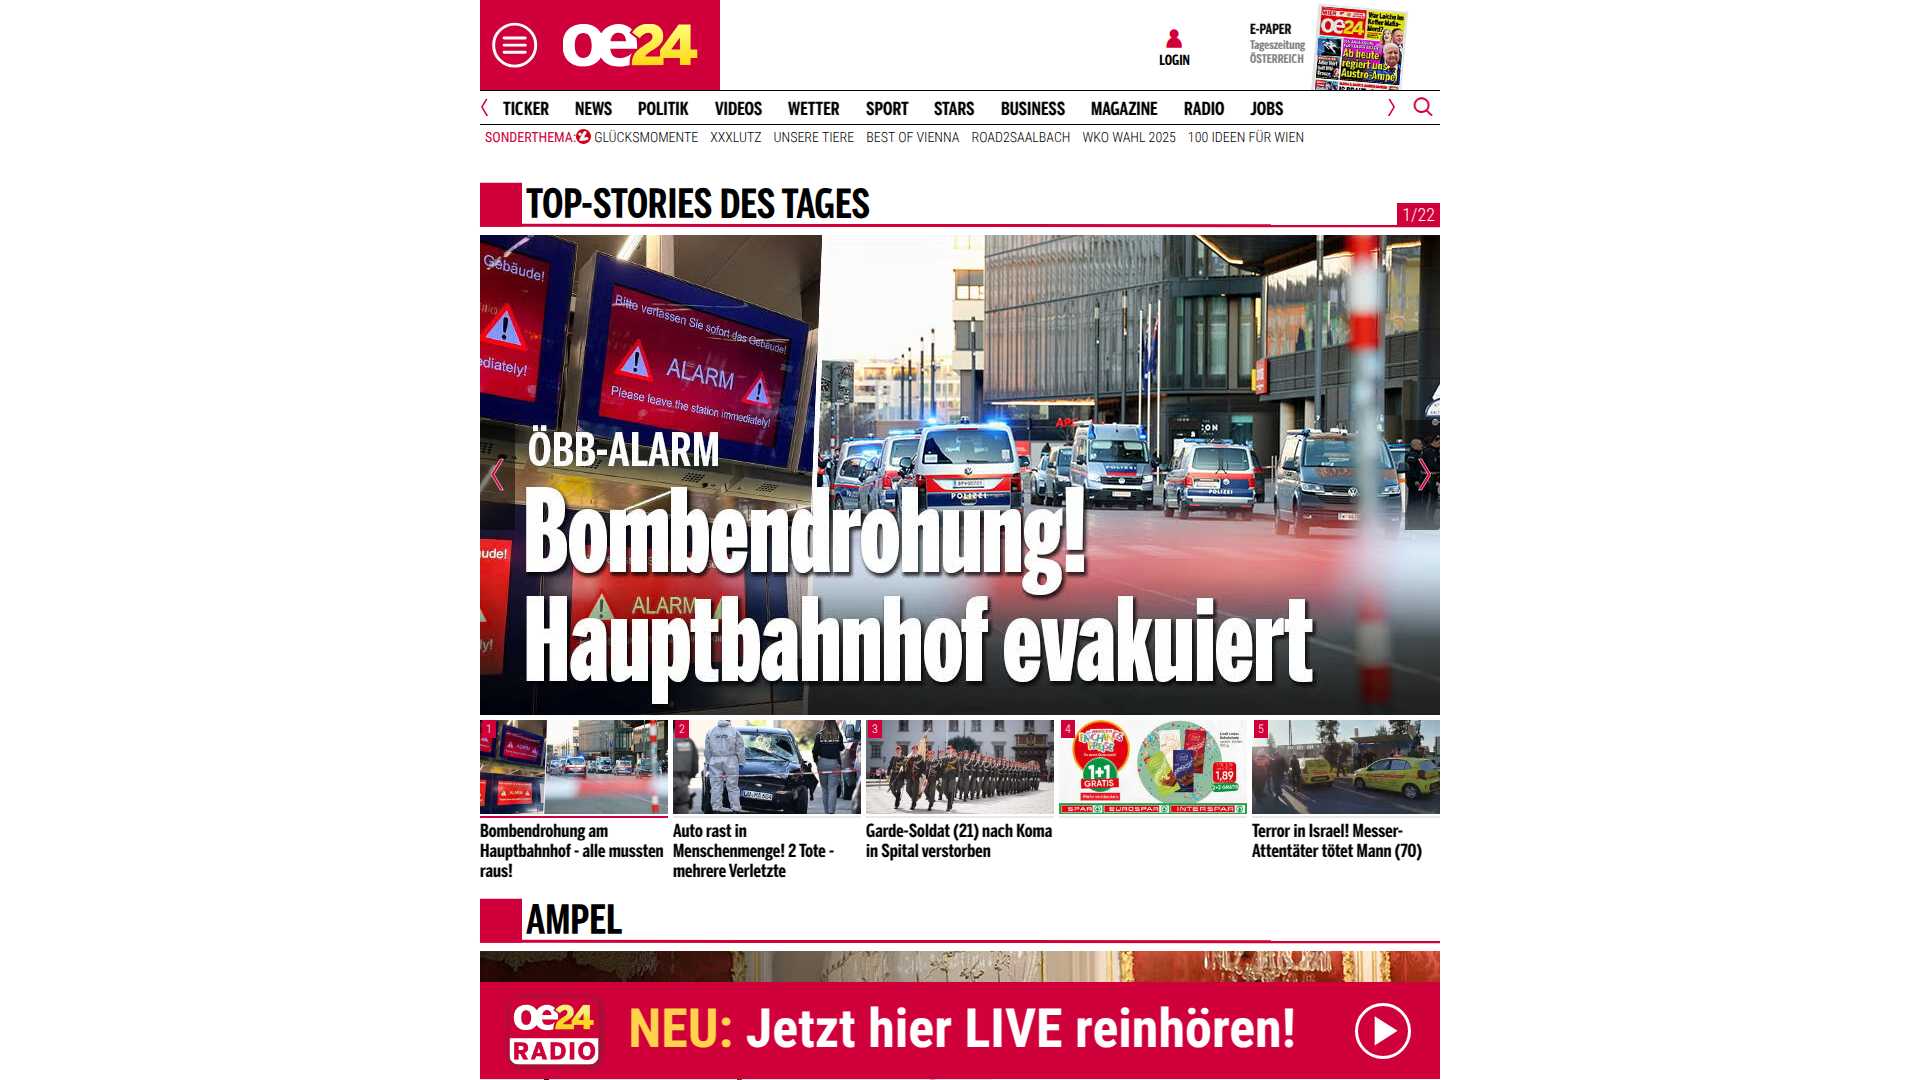 oe24
LOGIN
E-PAPER
Tageszeitung
ÖSTERREICH
oe24
Ab heute
regiert uns
Austro-Ampel
TICKER NEWS POLITIK VIDEOS WETTER SPORT STARS BUSINESS MAGAZINE RADIO JOBS
SONDERTHEMA: GLÜCKSMOMENTE XXXLUTZ UNSERE TIERE BEST OF VIENNA ROAD2SAALBACH WKO WAHL 2025 100 IDEEN FÜR WIEN
TOP-STORIES DES TAGES
1/22
Gebäude!
ediately!
Bitte verlassen Sie sofort das Gebäude!
ALARM
Please leave the station immediately!
POLIZEI
POLIZEI
POLIZEI
ÖBB-ALARM
Bombendrohung!
ALARM
Hauptbahnhof evakuiert
1
2
3
4
5
1+1
GRATIS
1,89
SPAR EUROSPAR INTERSPAR
Bombendrohung am
Hauptbahnhof - alle mussten
raus!
Auto rast in
Menschenmenge! 2 Tote -
mehrere Verletzte
Garde-Soldat (21) nach Koma
in Spital verstorben
Terror in Israel! Messer-
Attentäter tötet Mann (70)
AMPEL
oe24
RADIO
NEU: Jetzt hier LIVE reinhören!